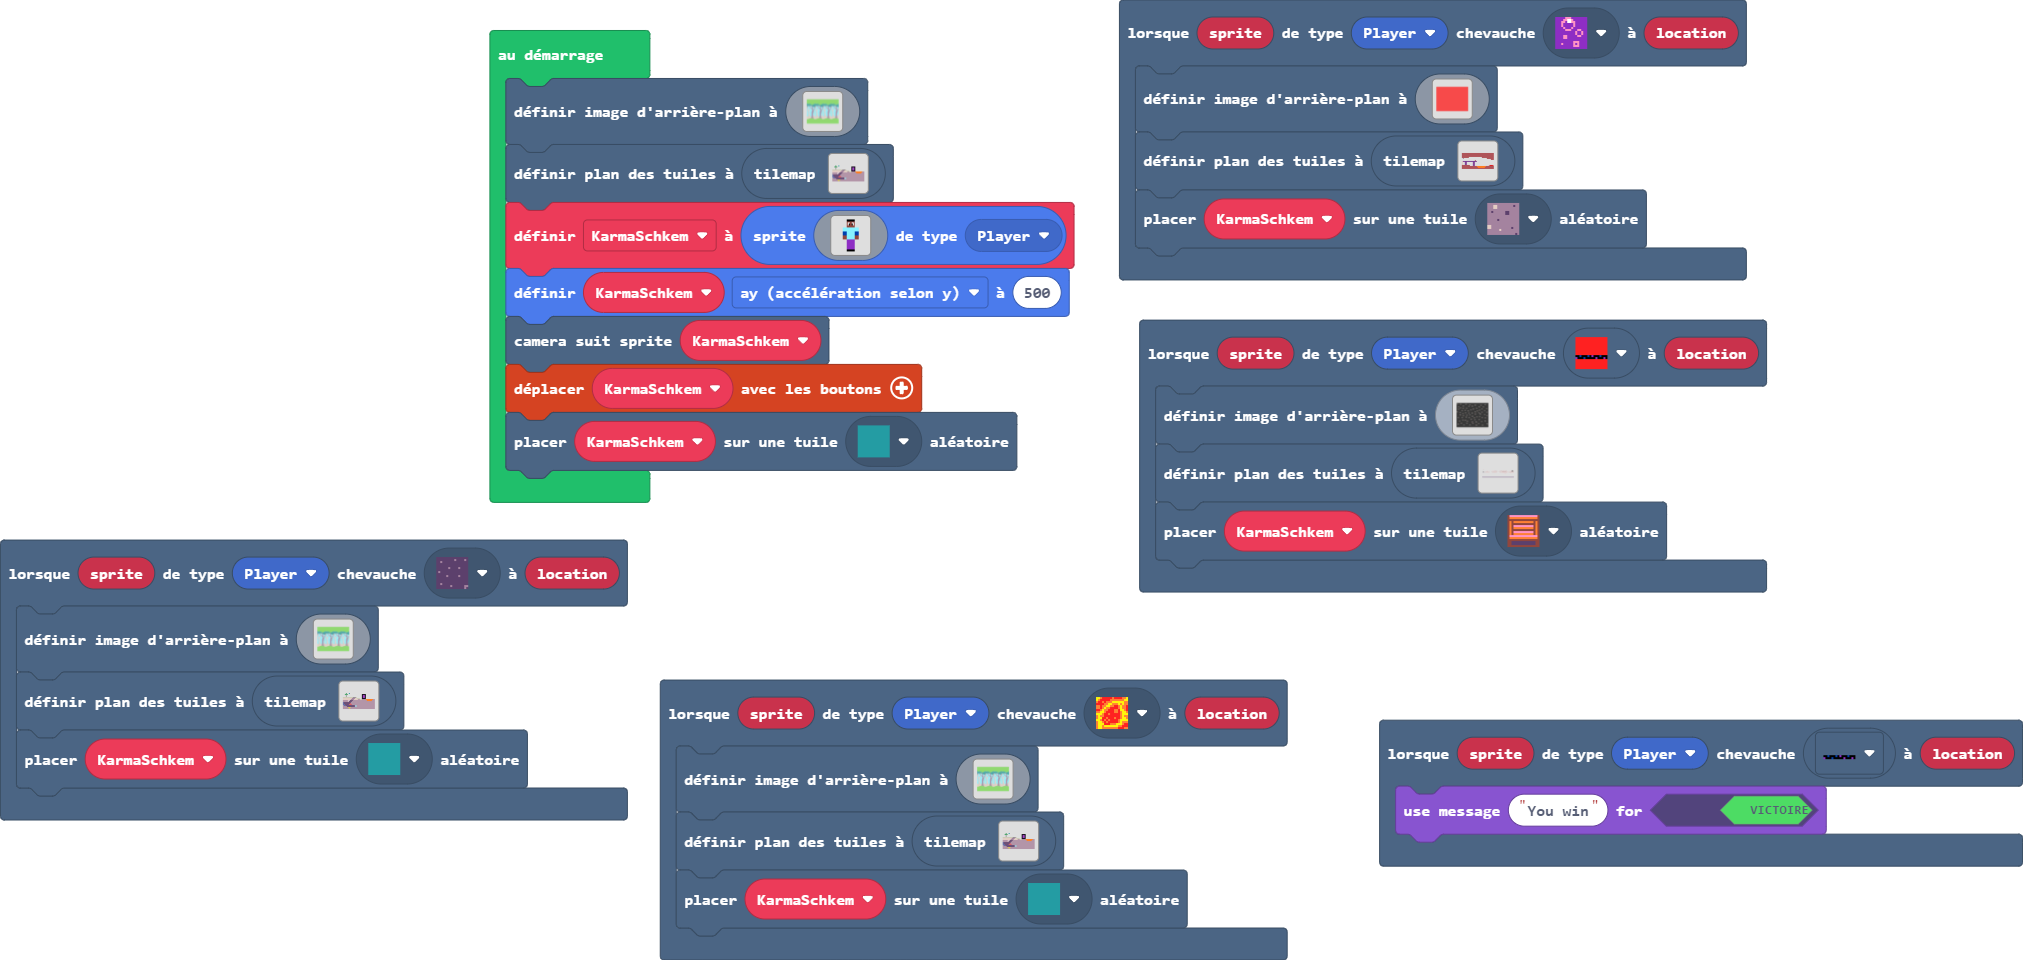 au démarrage
définir image d'arrière-plan à
définir plan des tuiles à tilemap
définir KarmaSchkem à sprite de type Player
définir KarmaSchkem ay (accélération selon y) à 500
camera suit sprite KarmaSchkem
déplacer KarmaSchkem avec les boutons
placer KarmaSchkem sur une tuile aléatoire
lorsque sprite de type Player chevauche à location
définir image d'arrière-plan à
définir plan des tuiles à tilemap
placer KarmaSchkem sur une tuile aléatoire
lorsque sprite de type Player chevauche à location
définir image d'arrière-plan à
définir plan des tuiles à tilemap
placer KarmaSchkem sur une tuile aléatoire
lorsque sprite de type Player chevauche à location
définir image d'arrière-plan à
définir plan des tuiles à tilemap
placer KarmaSchkem sur une tuile aléatoire
lorsque sprite de type Player chevauche à location
définir image d'arrière-plan à
définir plan des tuiles à tilemap
placer KarmaSchkem sur une tuile aléatoire
lorsque sprite de type Player chevauche à location
use message "You win" for VICTOIRE